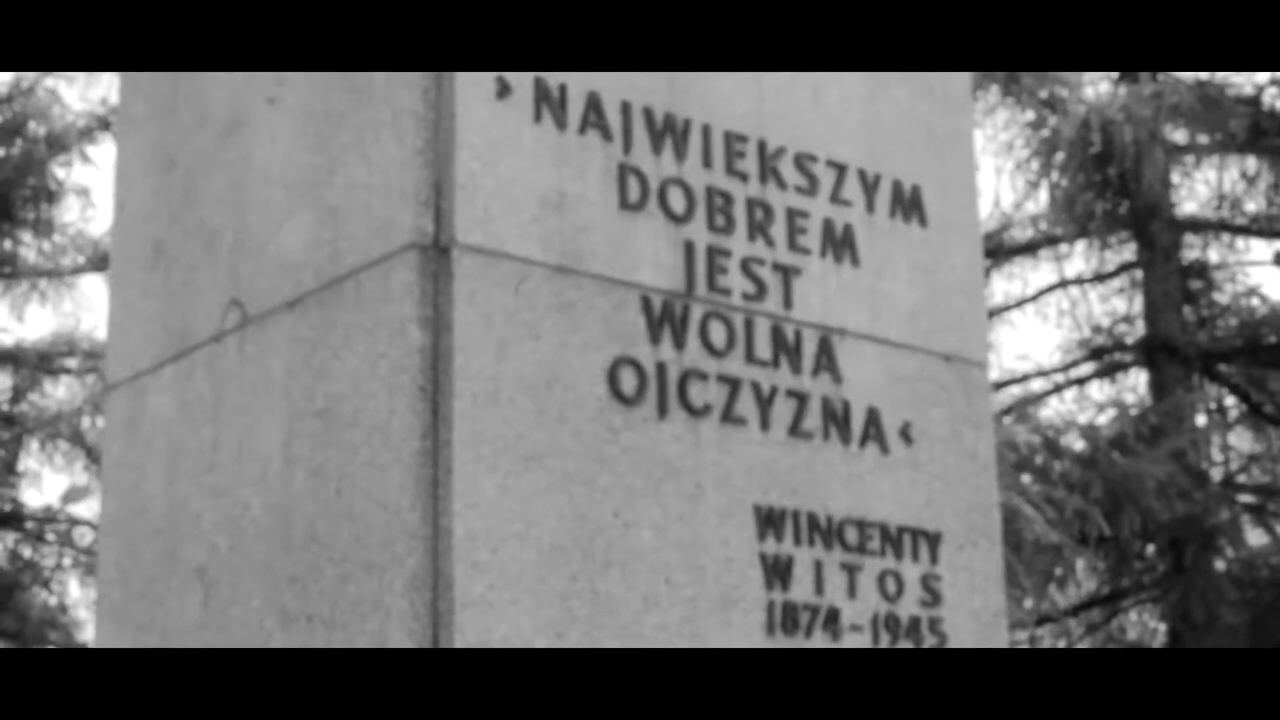 ›NAJWIĘKSZYM
DOBREM
JEST
WOLNA
OJCZYZNA‹
WINCENTY
WITOS
1874-1945